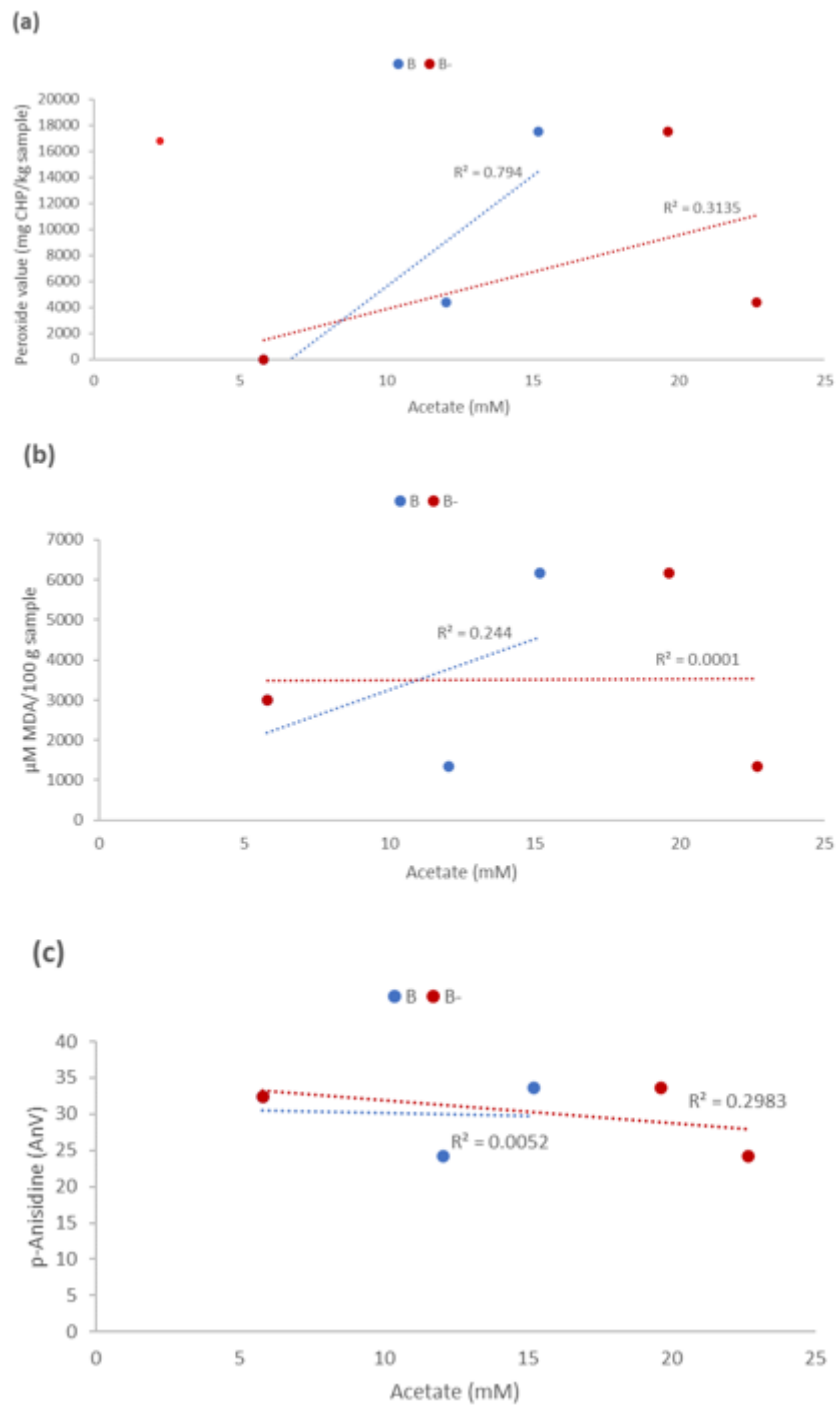 (a)
B B-
Peroxide value (mg CHP/kg sample)
20000
18000
16000
14000
12000
10000
8000
6000
4000
2000
0
R² = 0.794
R² = 0.3135
0 5 10 15 20 25
Acetate (mM)
(b)
B B-
µM MDA/100 g sample
7000
6000
5000
4000
3000
2000
1000
0
R² = 0.244
R² = 0.0001
0 5 10 15 20 25
Acetate (mM)
(c)
B B-
p-Anisidine (AnV)
40
35
30
25
20
15
10
5
0
R² = 0.2983
R² = 0.0052
0 5 10 15 20 25
Acetate (mM)